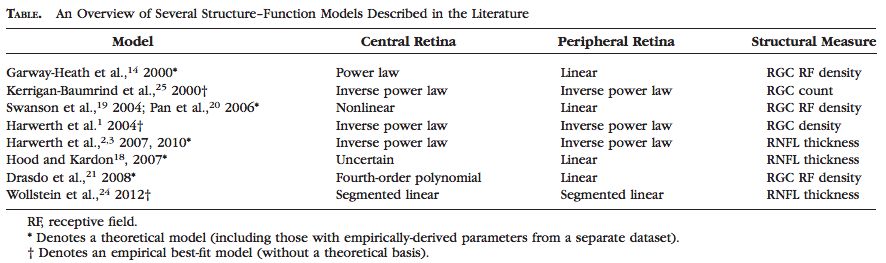 TABLE. An Overview of Several Structure–Function Models Described in the Literature
Model Central Retina Peripheral Retina Structural Measure
Garway-Heath et al.,14 2000* Power law Linear RGC RF density
Kerrigan-Baumrind et al.,25 2000† Inverse power law Inverse power law RGC count
Swanson et al.,19 2004; Pan et al.,20 2006* Nonlinear Linear RGC RF density
Harwerth et al.1 2004† Inverse power law Inverse power law RGC density
Harwerth et al.,2,3 2007, 2010* Inverse power law Inverse power law RNFL thickness
Hood and Kardon18, 2007* Uncertain Linear RNFL thickness
Drasdo et al.,21 2008* Fourth-order polynomial Linear RGC RF density
Wollstein et al.,24 2012† Segmented linear Segmented linear RNFL thickness
RF, receptive field.
* Denotes a theoretical model (including those with empirically-derived parameters from a separate dataset).
† Denotes an empirical best-fit model (without a theoretical basis).